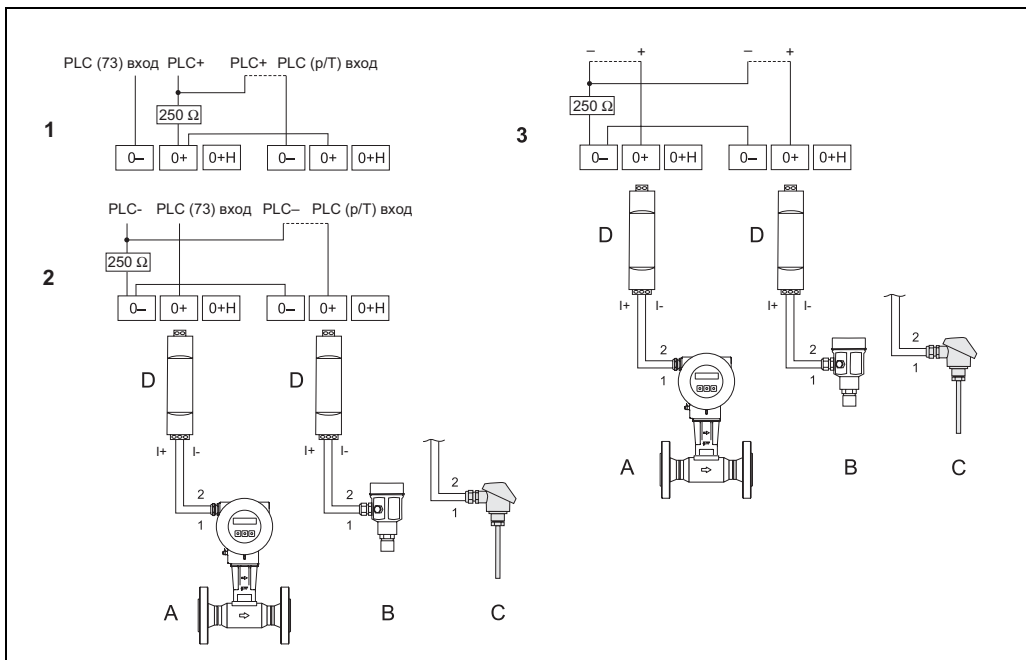 PLC (73) вход PLC+ PLC+ PLC (p/T) вход
250 Ω
1
0– 0+ 0+H 0– 0+ 0+H
PLC- PLC (73) вход PLC– PLC (p/T) вход
250 Ω
2
0– 0+ 0+H 0– 0+ 0+H
D D
I+ I- I+ I-
2
1
2
1
2
1
A B C
– + – +
250 Ω
3
0– 0+ 0+H 0– 0+ 0+H
D D
I+ I- I+ I-
2
1
2
1
2
1
A B C